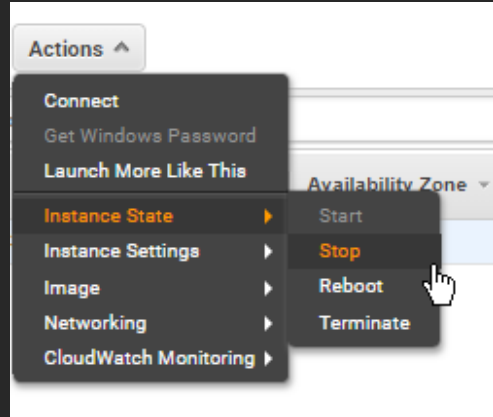 Actions
Connect
Get Windows Password
Launch More Like This
Availability Zone
Instance State
Start
Instance Settings
Stop
Image
Reboot
Networking
Terminate
CloudWatch Monitoring